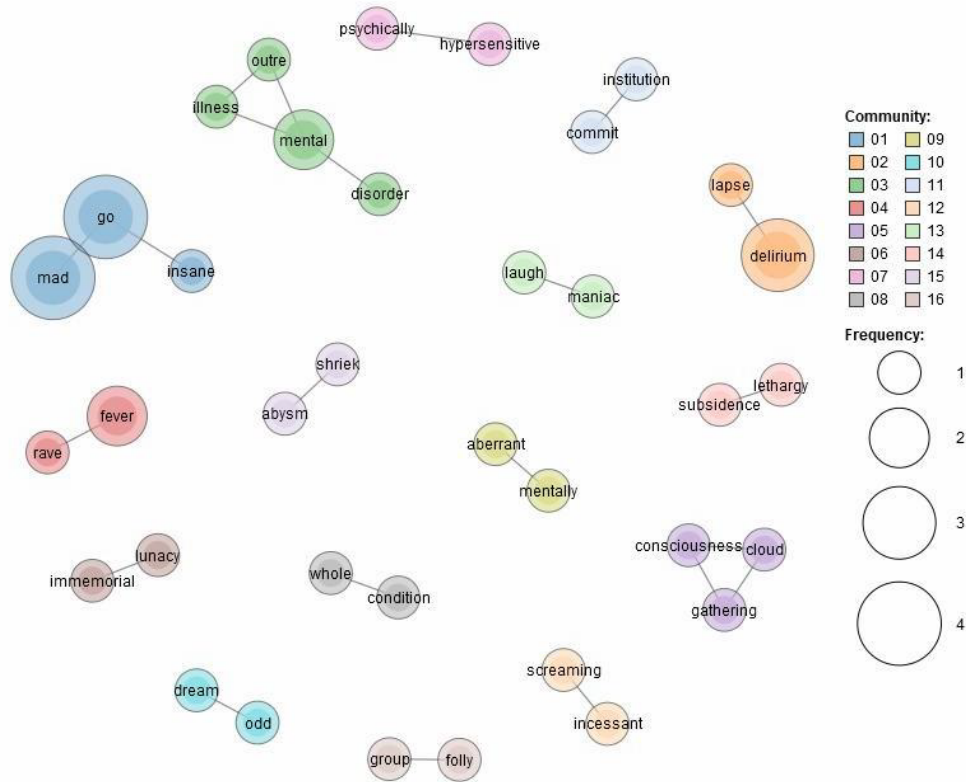 psychically
hypersensitive
outre
illness
mental
disorder
institution
commit
lapse
delirium
go
mad
insane
laugh
maniac
shriek
abysm
fever
rave
lethargy
subsidence
aberrant
mentally
consciousness
cloud
gathering
lunacy
immemorial
whole
condition
dream
odd
screaming
incessant
group
folly
Community:
01 09
02 10
03 11
04 12
05 13
06 14
07 15
08 16
Frequency:
1
2
3
4